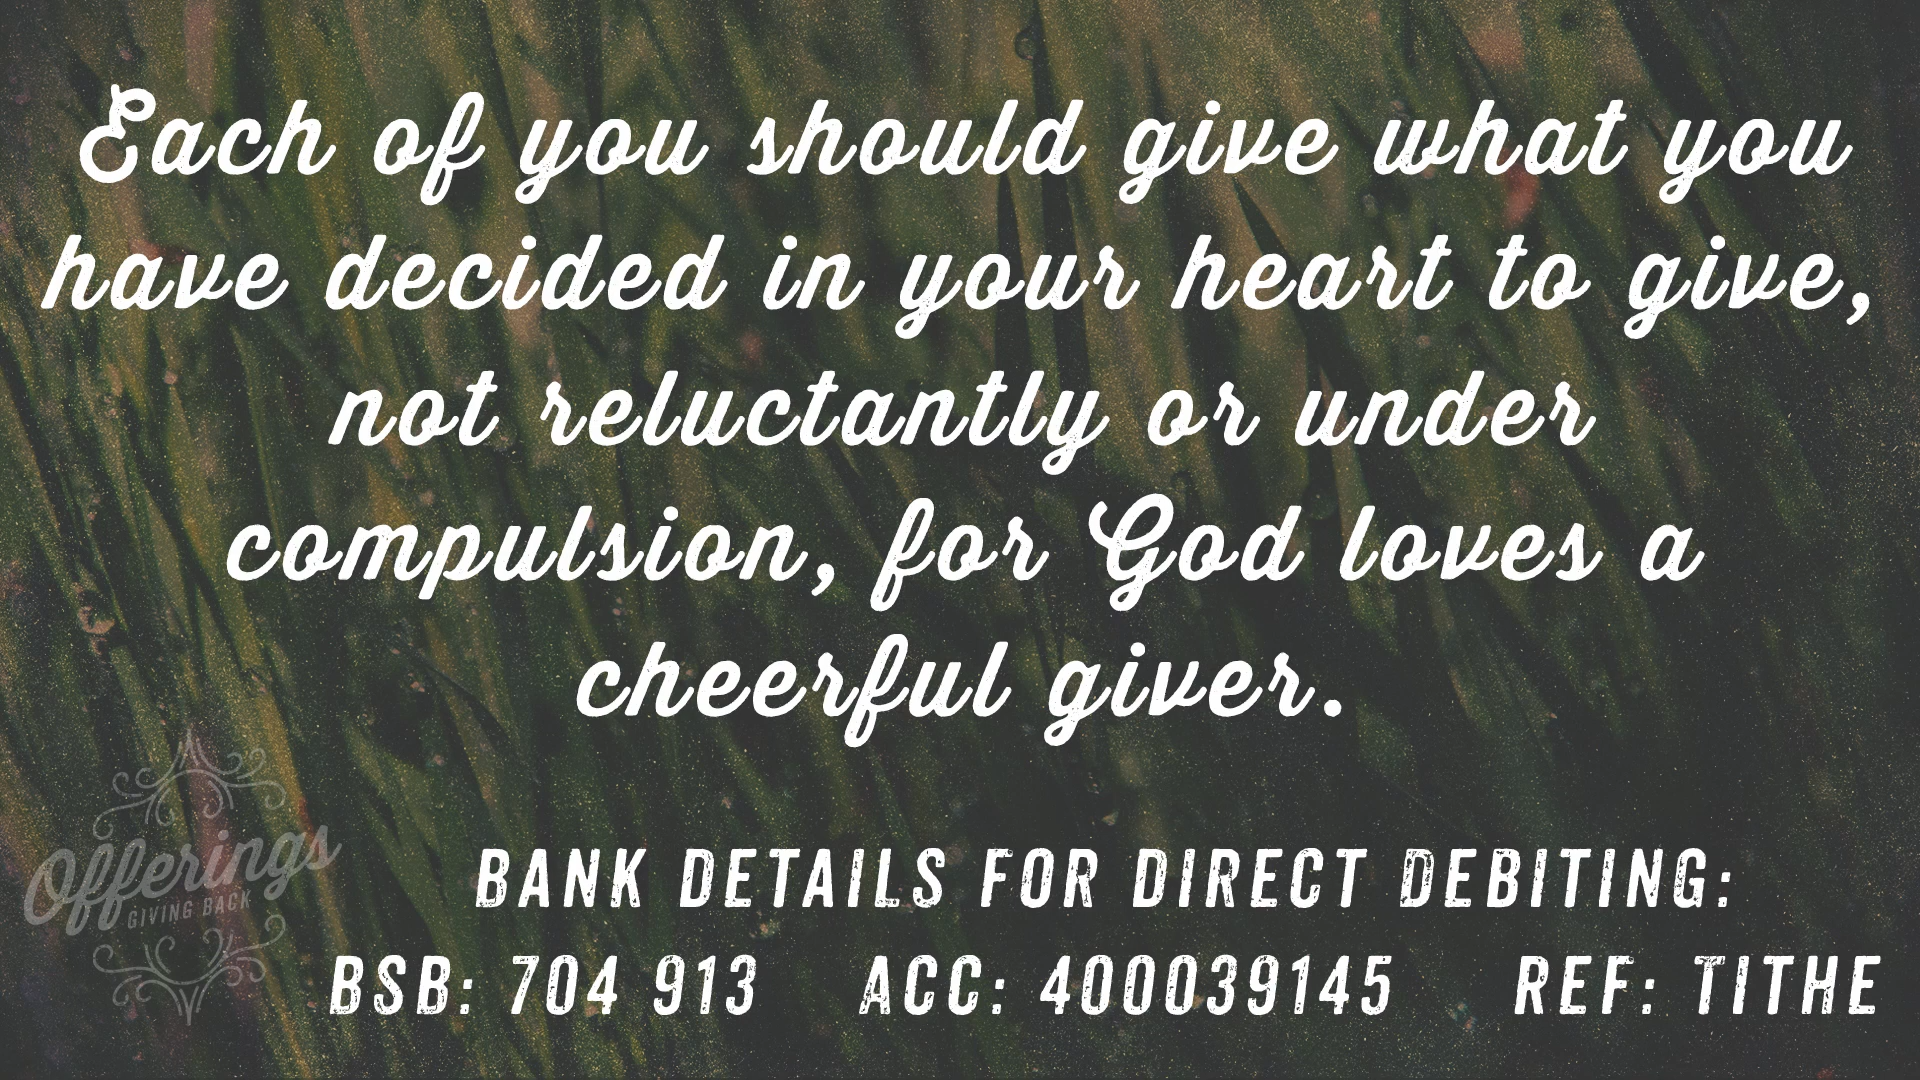 Each of you should give what you
have decided in your heart to give,
not reluctantly or under
compulsion, for God loves a
cheerful giver.
Offerings
GIVING BACK
BANK DETAILS FOR DIRECT DEBITING:
BSB: 704 913 ACC: 400039145 REF: TITHE